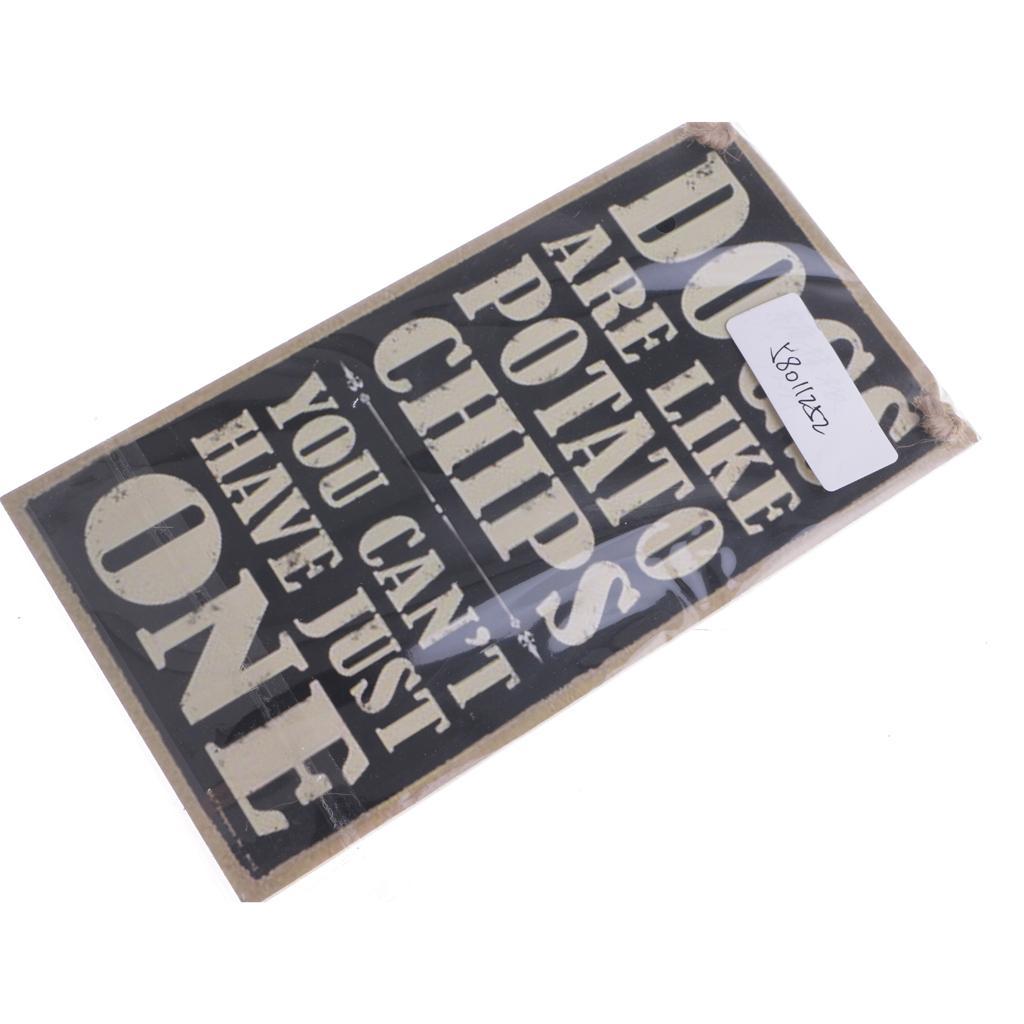 DOGS
ARE LIKE
POTATO
CHIPS
YOU CAN'T
HAVE JUST
ONE